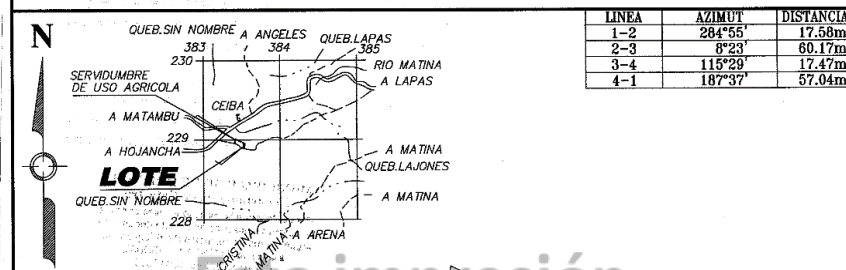 N
QUEB.SIN NOMBRE
A ANGELES
QUEB.LAPAS
383
384
385
230
RIO MATINA
A LAPAS
SERVIDUMBRE
DE USO AGRICOLA
CEIBA
A MATAMBU
229
A HOJANCHA
A MATINA
QUEB.LAJONES
LOTE
A MATINA
QUEB.SIN NOMBRE
228
A ARENA
CRISTINA
MATINA
LINEA AZIMUT DISTANCIA
1-2 284°55' 17.58m
2-3 8°23' 60.17m
3-4 115°29' 17.47m
4-1 187°37' 57.04m
impresión